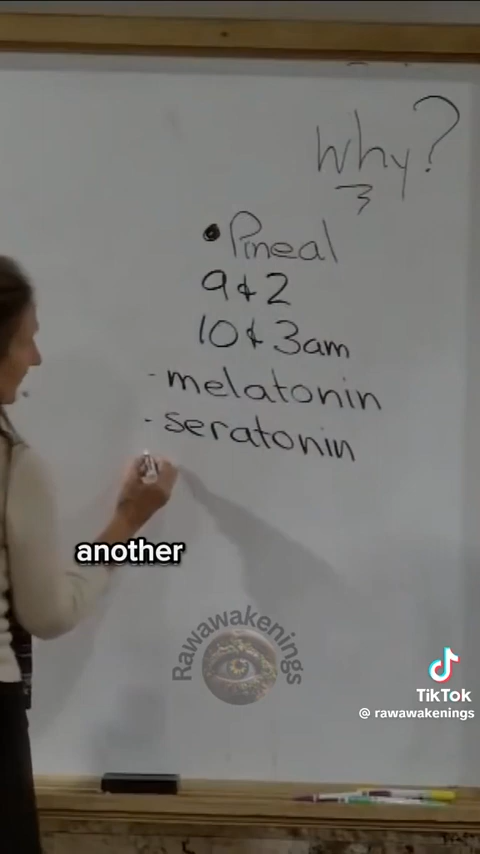 Why?
3
• Pineal
9 & 2
10 & 3am
- melatonin
- seratonin
another
Rawawakenings
TikTok
@ rawawakenings